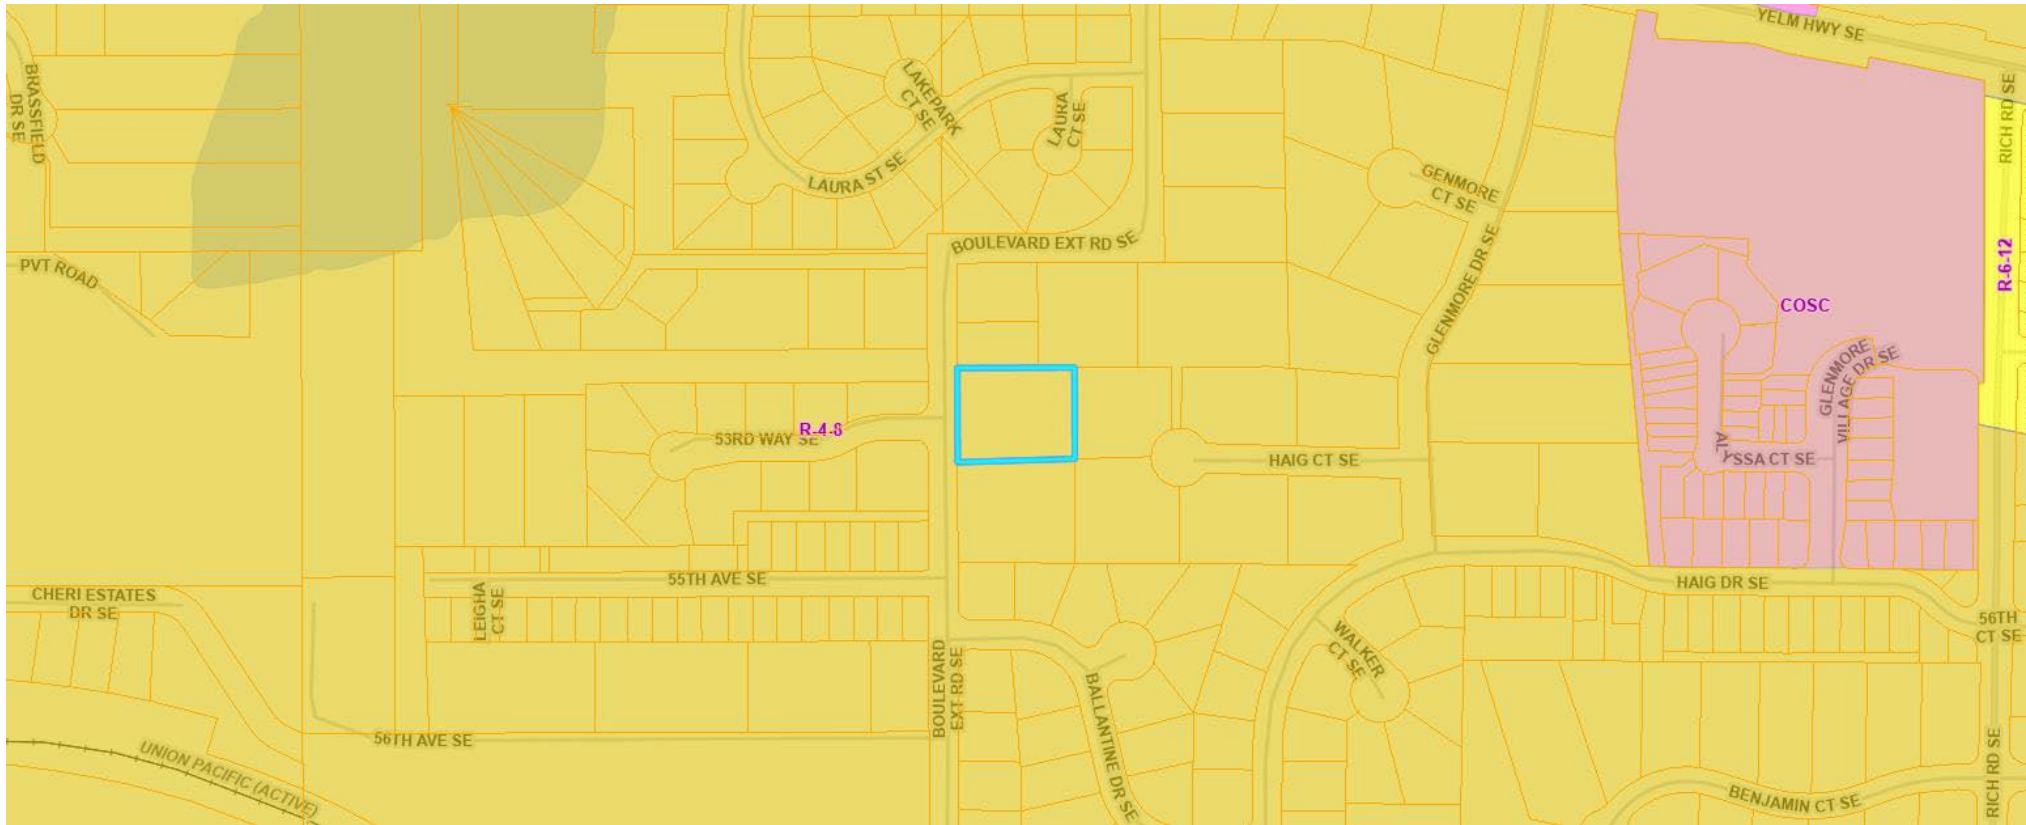 YELM HWY SE
BRASSFIELD
DR SE
LAKEPARK
CT SE
LAURA
CT SE
RICH RD SE
LAURA ST SE
GENMORE
CT SE
BOULEVARD EXT RD SE
PVT ROAD
GLENMORE DR SE
R-6-12
COSC
GLENMORE
VILLAGE DR SE
53RD WAY SE
R-4-8
HAIG CT SE
ALYSSA CT SE
55TH AVE SE
HAIG DR SE
CHERI ESTATES
DR SE
LEIGHA
CT SE
56TH
CT SE
WALKER
CT SE
BOULEVARD
EXT RD SE
BALLANTINE DR SE
56TH AVE SE
UNION PACIFIC (ACTIVE)
RICH RD SE
BENJAMIN CT SE